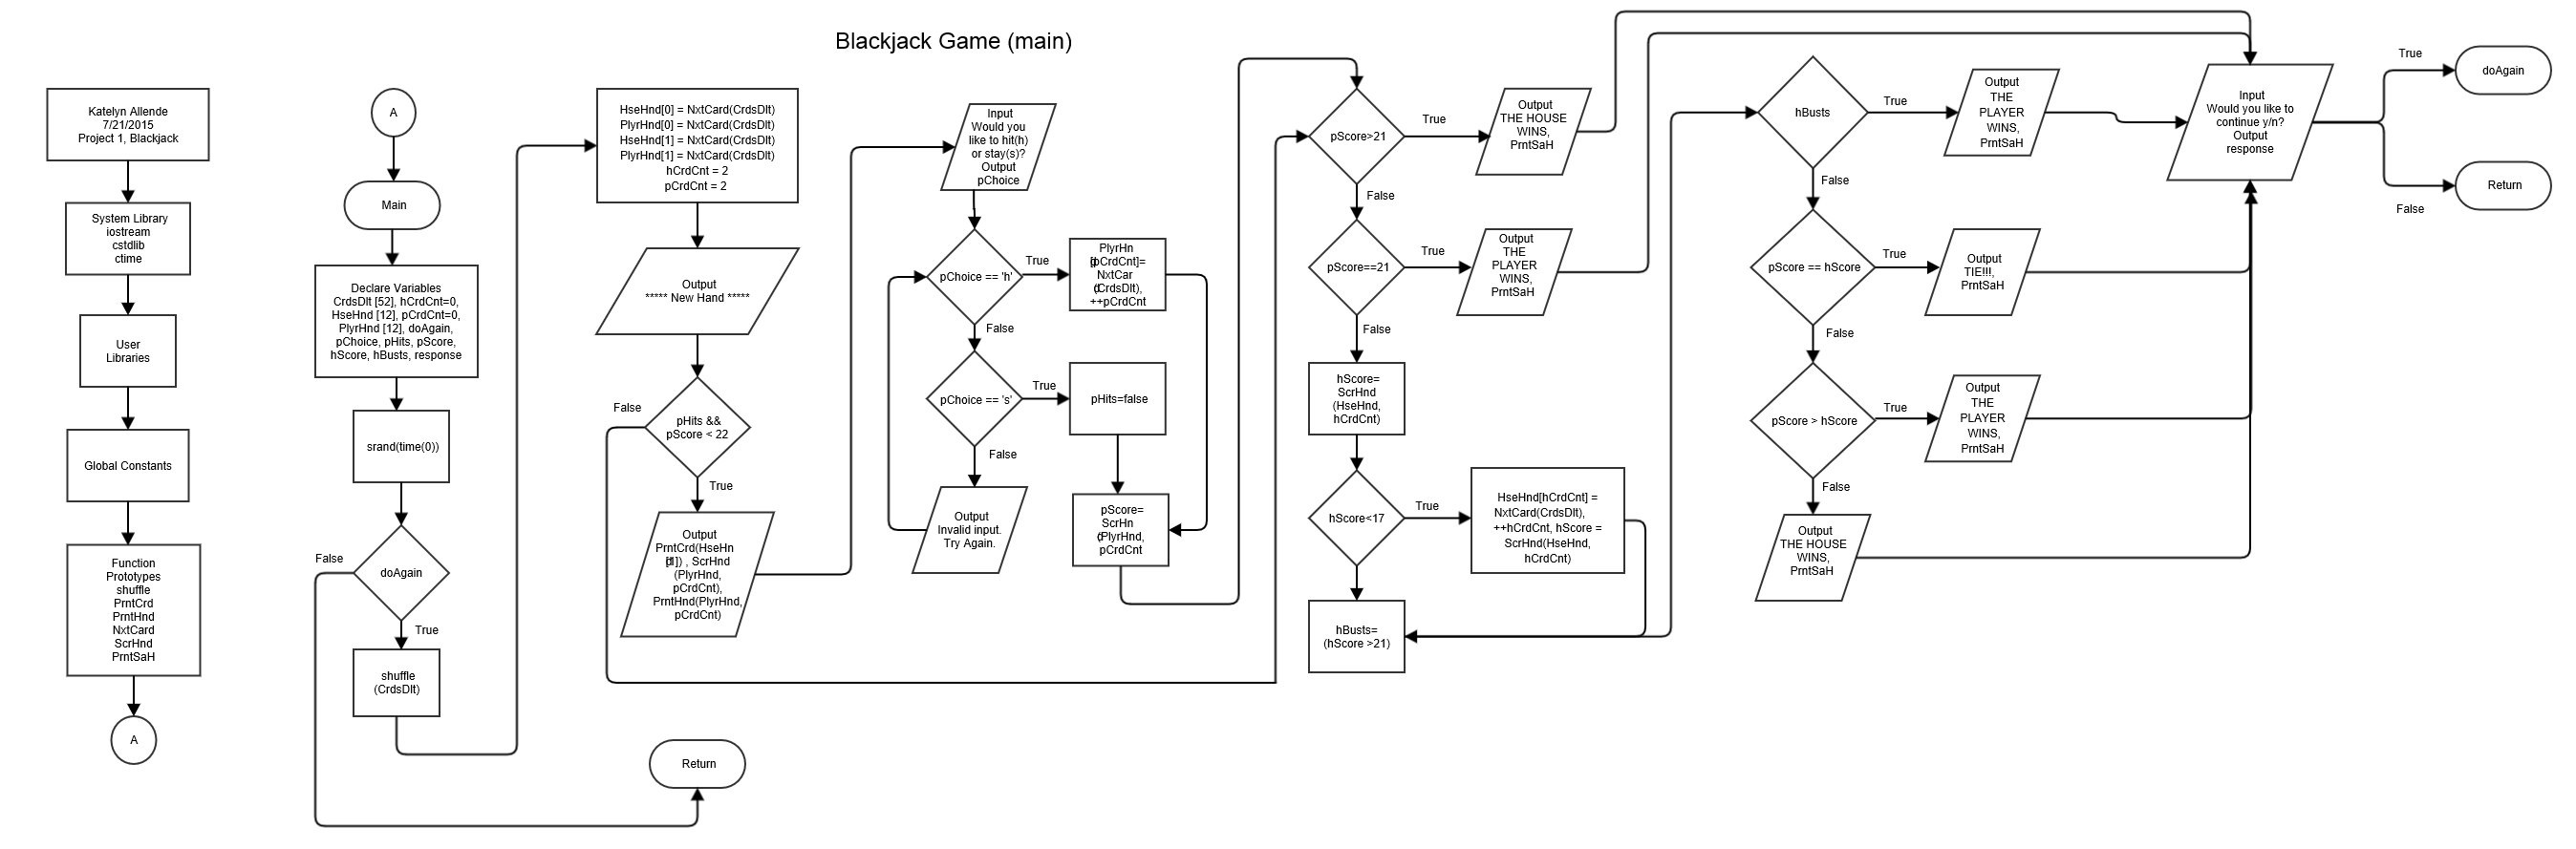 Blackjack Game (main)
Katelyn Allende
7/21/2015
Project 1, Blackjack
System Library
iostream
cstdlib
ctime
User
Libraries
Global Constants
Function
Prototypes
shuffle
PrntCrd
PrntHnd
NxtCard
ScrHnd
PrntSaH
A
A
Main
Declare Variables
CrdsDlt [52], hCrdCnt=0,
HseHnd [12], pCrdCnt=0,
PlyrHnd [12], doAgain,
pChoice, pHits, pScore,
hScore, hBusts, response
srand(time(0))
doAgain
False
True
shuffle
(CrdsDlt)
Return
HseHnd[0] = NxtCard(CrdsDlt)
PlyrHnd[0] = NxtCard(CrdsDlt)
HseHnd[1] = NxtCard(CrdsDlt)
PlyrHnd[1] = NxtCard(CrdsDlt)
hCrdCnt = 2
pCrdCnt = 2
Output
***** New Hand *****
pHits &&
pScore < 22
False
True
Output
PrntCrd(HseHn
d[1]) , ScrHnd
(PlyrHnd,
pCrdCnt),
PrntHnd(PlyrHnd,
pCrdCnt)
Input
Would you
like to hit(h)
or stay(s)?
Output
pChoice
pChoice == 'h'
True
False
PlyrHn
d[pCrdCnt]=
NxtCar
d(CrdsDlt),
++pCrdCnt
pChoice == 's'
True
False
pHits=false
Output
Invalid input.
Try Again.
pScore=
ScrHn
d(PlyrHnd,
pCrdCnt
pScore>21
True
False
Output
THE HOUSE
WINS,
PrntSaH
pScore==21
True
False
Output
THE
PLAYER
WINS,
PrntSaH
hScore=
ScrHnd
(HseHnd,
hCrdCnt)
hScore<17
True
HseHnd[hCrdCnt] =
NxtCard(CrdsDlt),
++hCrdCnt, hScore =
ScrHnd(HseHnd,
hCrdCnt)
hBusts=
(hScore >21)
hBusts
True
False
Output
THE
PLAYER
WINS,
PrntSaH
pScore == hScore
True
False
Output
TIE!!!,
PrntSaH
pScore > hScore
True
False
Output
THE
PLAYER
WINS,
PrntSaH
Output
THE HOUSE
WINS,
PrntSaH
Input
Would you like to
continue y/n?
Output
response
True
doAgain
Return
False